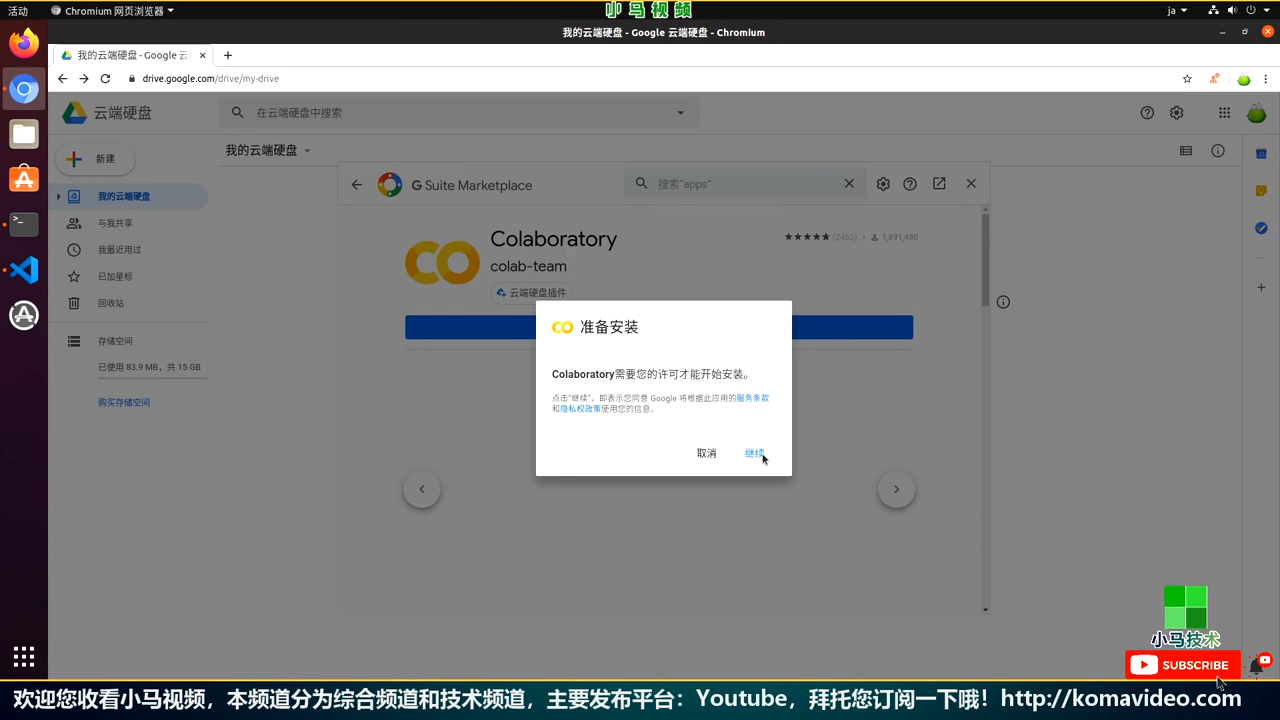 活动
Chromium 网页浏览器
小马视频
ja
我的云端硬盘 - Google 云端硬盘 - Chromium
我的云端硬盘 - Google 云
drive.google.com/drive/my-drive
云端硬盘
在云端硬盘中搜索
新建
我的云端硬盘
G Suite Marketplace
搜索"apps"
我的云端硬盘
与我共享
我最近用过
已加星标
回收站
存储空间
已使用 83.9 MB，共 15 GB
购买存储空间
Colaboratory
(2462)
1,891,480
colab-team
云端硬盘插件
准备安装
Colaboratory需要您的许可才能开始安装。
点击"继续"，即表示您同意 Google 将根据此应用的服务条款
和隐私权政策使用您的信息。
取消
继续
小马技术
SUBSCRIBE
欢迎您收看小马视频，本频道分为综合频道和技术频道，主要发布平台：Youtube，拜托您订阅一下哦！http://komavideo.com